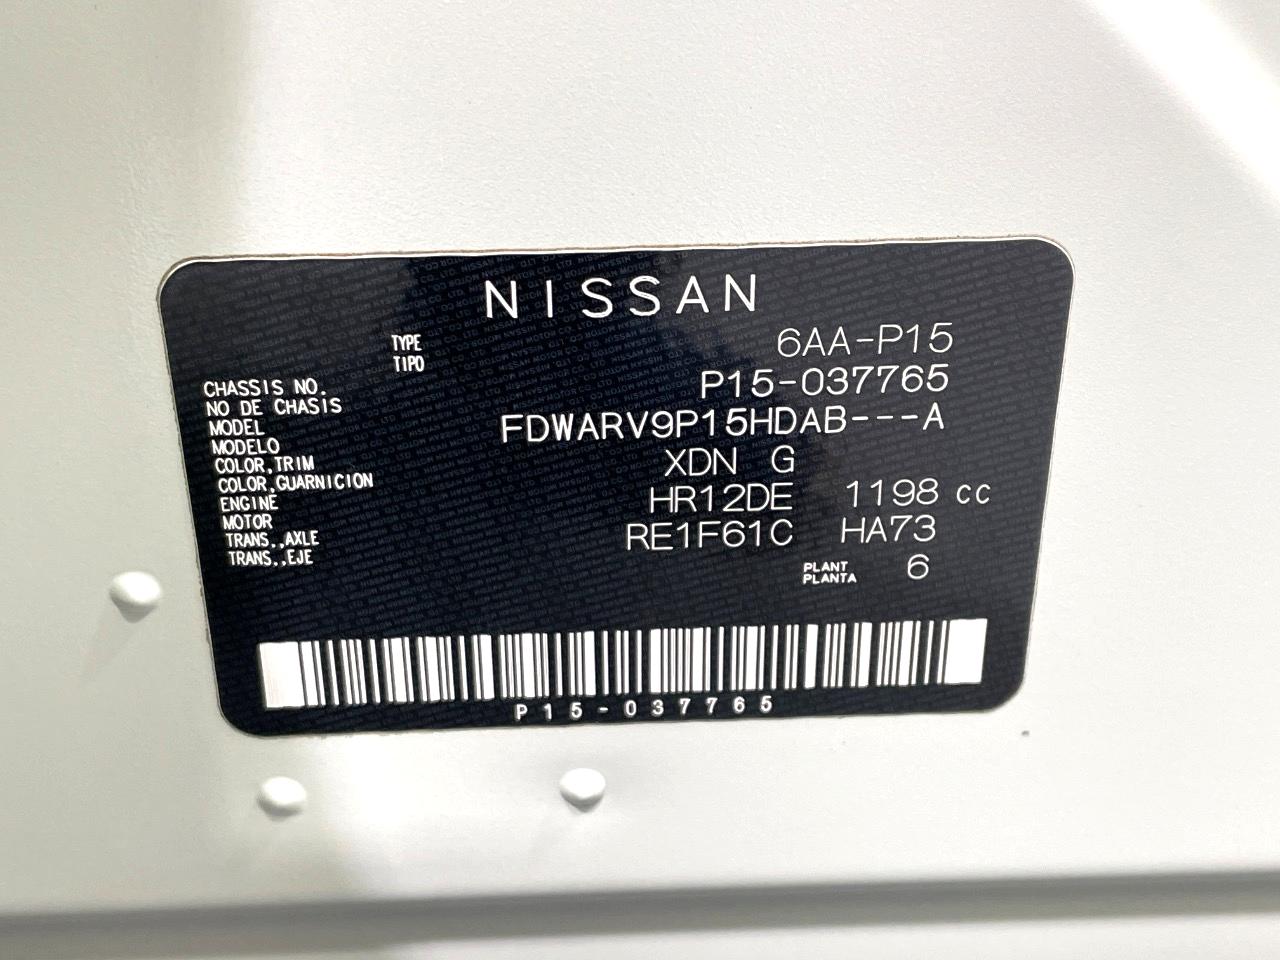 NISSAN
TYPE
TIPO
6AA-P15
CHASSIS NO.
NO DE CHASIS
P15-037765
MODEL
MODELO
FDWARV9P15HDAB---A
COLOR,TRIM
COLOR,GUARNICION
XDN G
ENGINE
MOTOR
HR12DE 1198 cc
TRANS.,AXLE
TRANS.,EJE
RE1F61C HA73
PLANT
PLANTA
6
P15-037765